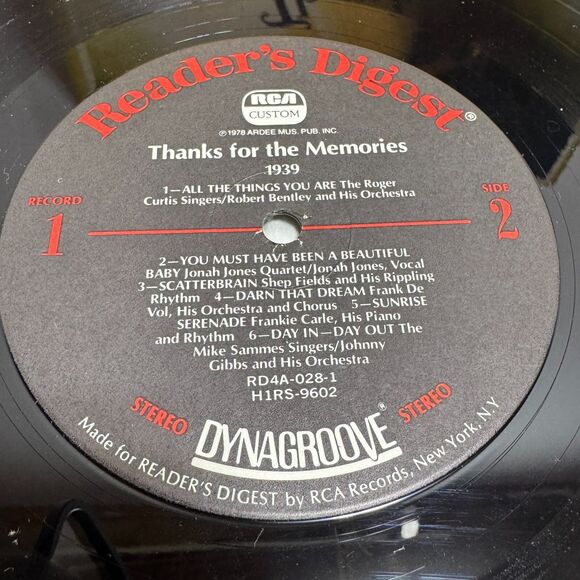 Reader's Digest®
RCA
CUSTOM
℗1978 ARDEE MUS. PUB. INC.
Thanks for the Memories
1939
1—ALL THE THINGS YOU ARE The Roger
Curtis Singers/Robert Bentley and His Orchestra
RECORD
1
SIDE
2
2—YOU MUST HAVE BEEN A BEAUTIFUL
BABY Jonah Jones Quartet/Jonah Jones, Vocal
3—SCATTERBRAIN Shep Fields and His Rippling
Rhythm 4—DARN THAT DREAM Frank De
Vol, His Orchestra and Chorus 5—SUNRISE
SERENADE Frankie Carle, His Piano
and Rhythm 6—DAY IN—DAY OUT The
Mike Sammes Singers/Johnny
Gibbs and His Orchestra
RD4A-028-1
H1RS-9602
STEREO
DYNAGROOVE®
STEREO
Made for READER'S DIGEST by RCA Records, New York, N.Y.